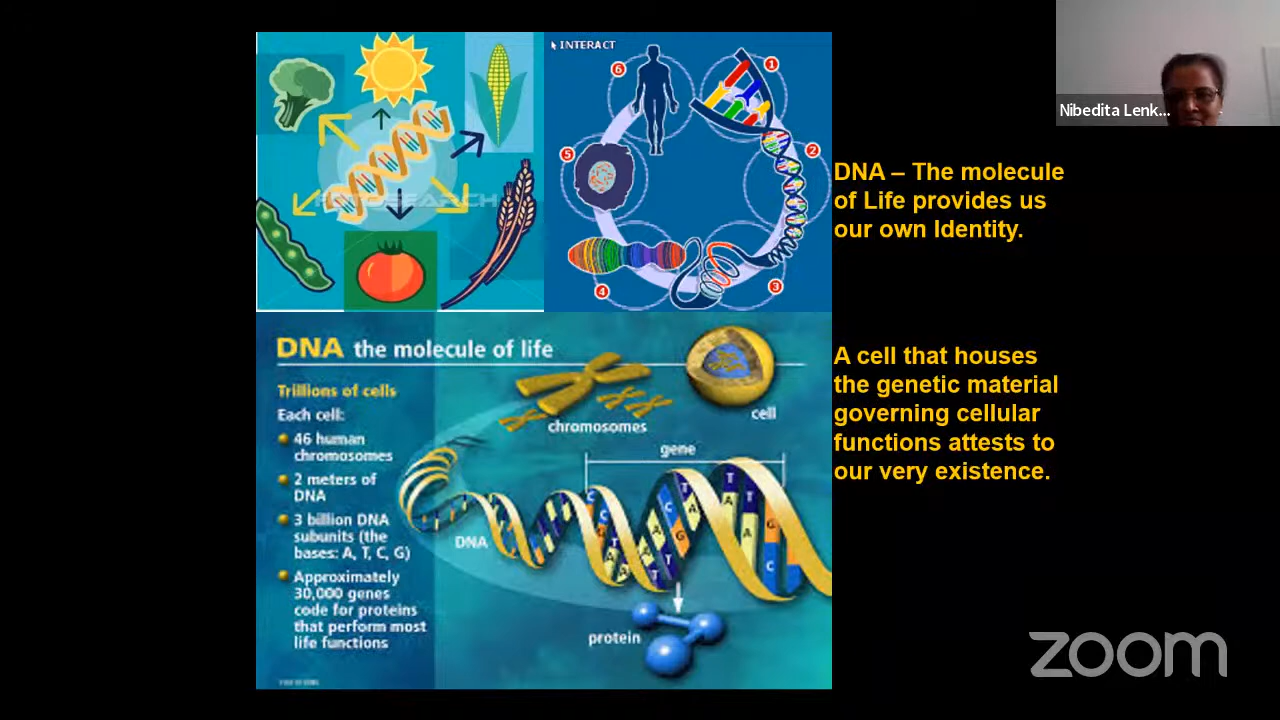 INTERACT
1
2
3
4
5
6
Nibedita Lenk...
DNA – The molecule
of Life provides us
our own Identity.
A cell that houses
the genetic material
governing cellular
functions attests to
our very existence.
DNA the molecule of life
Trillions of cells
Each cell:
46 human
chromosomes
2 meters of
DNA
3 billion DNA
subunits (the
bases: A, T, C, G)
Approximately
30,000 genes
code for proteins
that perform most
life functions
chromosomes
cell
gene
DNA
protein
zoom